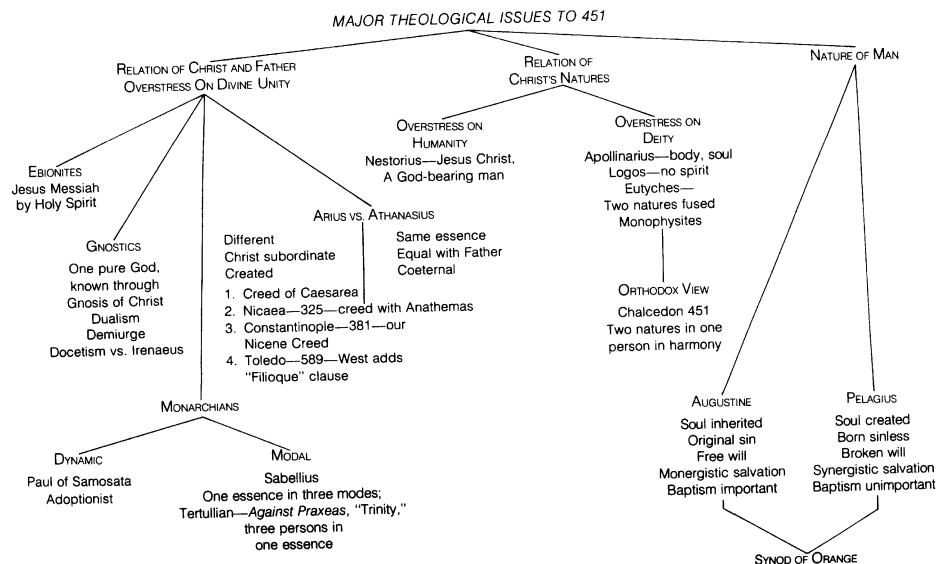 MAJOR THEOLOGICAL ISSUES TO 451
RELATION OF CHRIST AND FATHER
OVERSTRESS ON DIVINE UNITY
RELATION OF
CHRIST'S NATURES
NATURE OF MAN
EBIONITES
Jesus Messiah
by Holy Spirit
GNOSTICS
One pure God,
known through
Gnosis of Christ
Dualism
Demiurge
Docetism vs. Irenaeus
ARIUS VS. ATHANASIUS
Different
Christ subordinate
Created
Same essence
Equal with Father
Coeternal
1. Creed of Caesarea
2. Nicaea—325—creed with Anathemas
3. Constantinople—381—our
Nicene Creed
4. Toledo—589—West adds
"Filioque" clause
MONARCHIANS
DYNAMIC
Paul of Samosata
Adoptionist
MODAL
Sabellius
One essence in three modes;
Tertullian—Against Praxeas, "Trinity,"
three persons in
one essence
OVERSTRESS ON
HUMANITY
Nestorius—Jesus Christ,
A God-bearing man
OVERSTRESS ON
DEITY
Apollinarius—body, soul
Logos—no spirit
Eutyches—
Two natures fused
Monophysites
ORTHODOX VIEW
Chalcedon 451
Two natures in one
person in harmony
AUGUSTINE
Soul inherited
Original sin
Free will
Monergistic salvation
Baptism important
PELAGIUS
Soul created
Born sinless
Broken will
Synergistic salvation
Baptism unimportant
SYNOD OF ORANGE